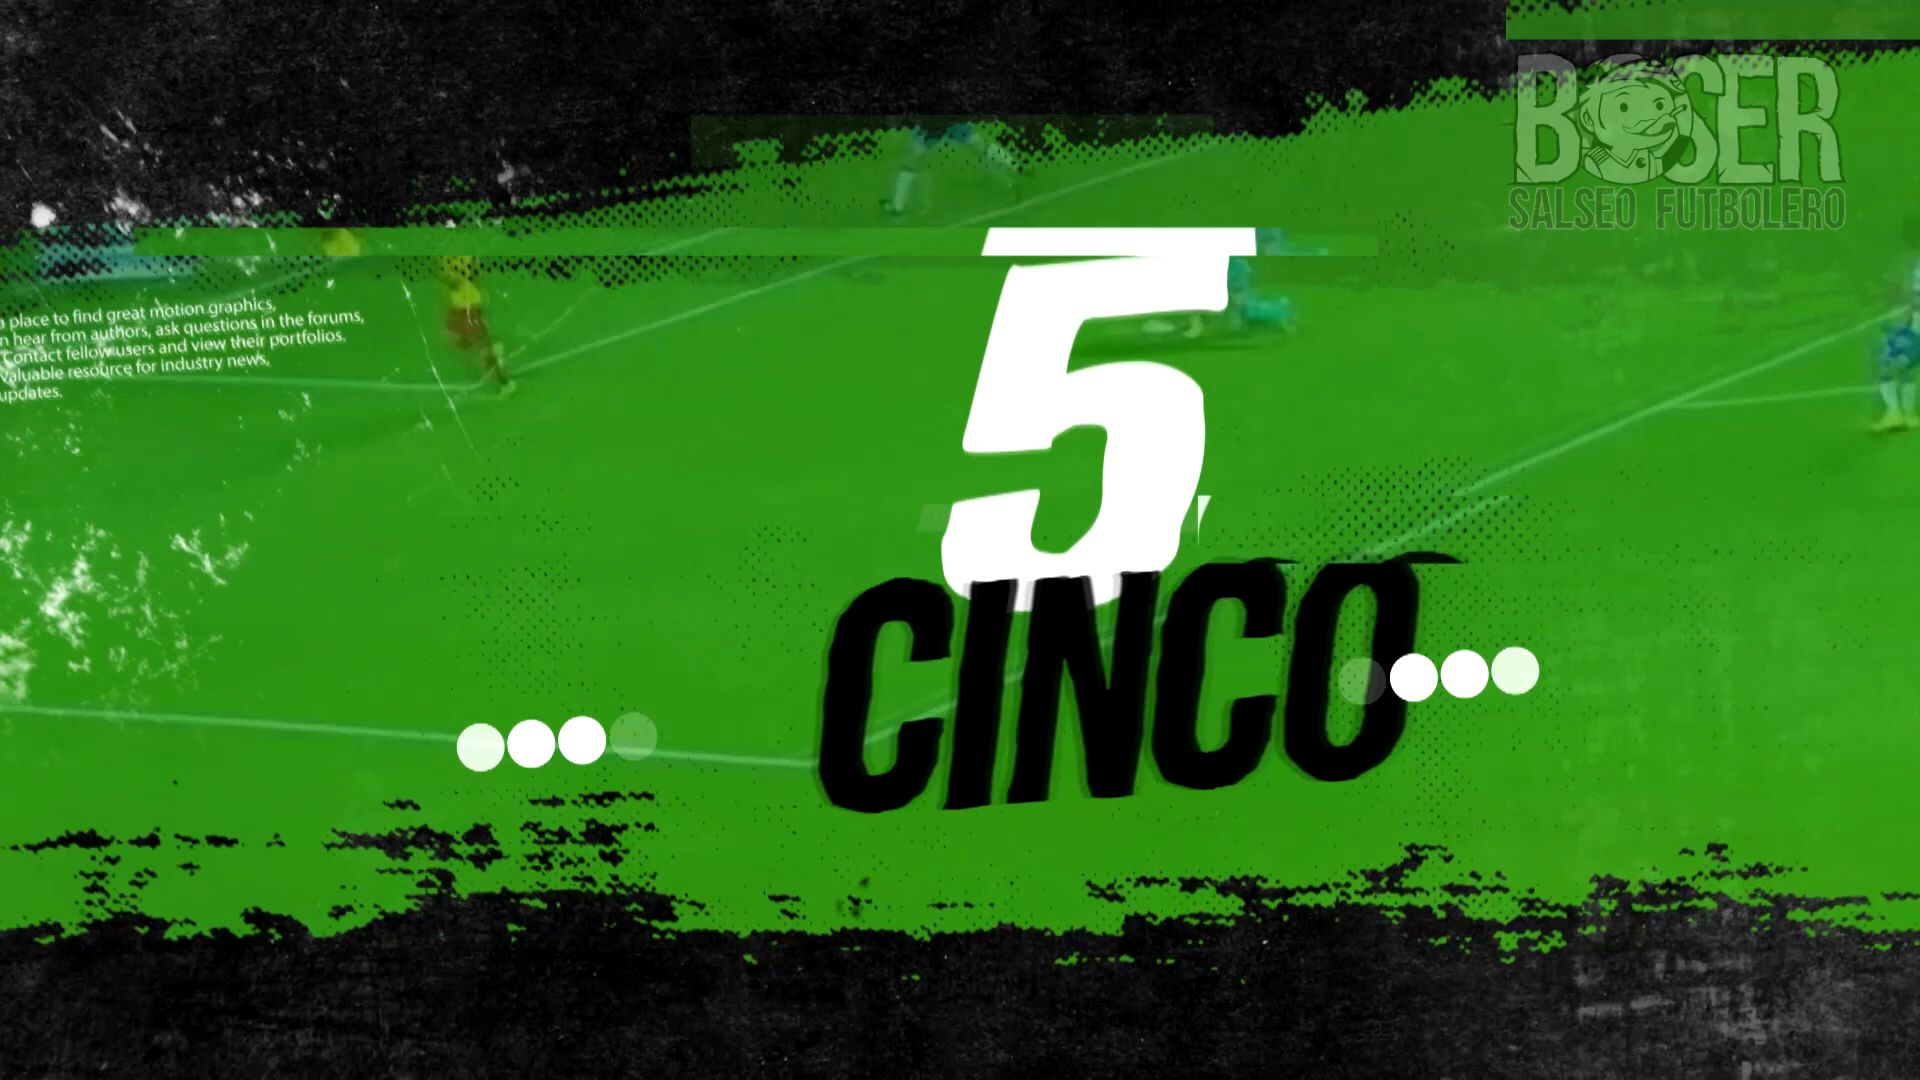 BOSER
SALSEO FUTBOLERO
a place to find great motion graphics,
n hear from authors, ask questions in the forums,
Contact fellow users and view their portfolios.
valuable resource for industry news,
updates.
5
CINCO